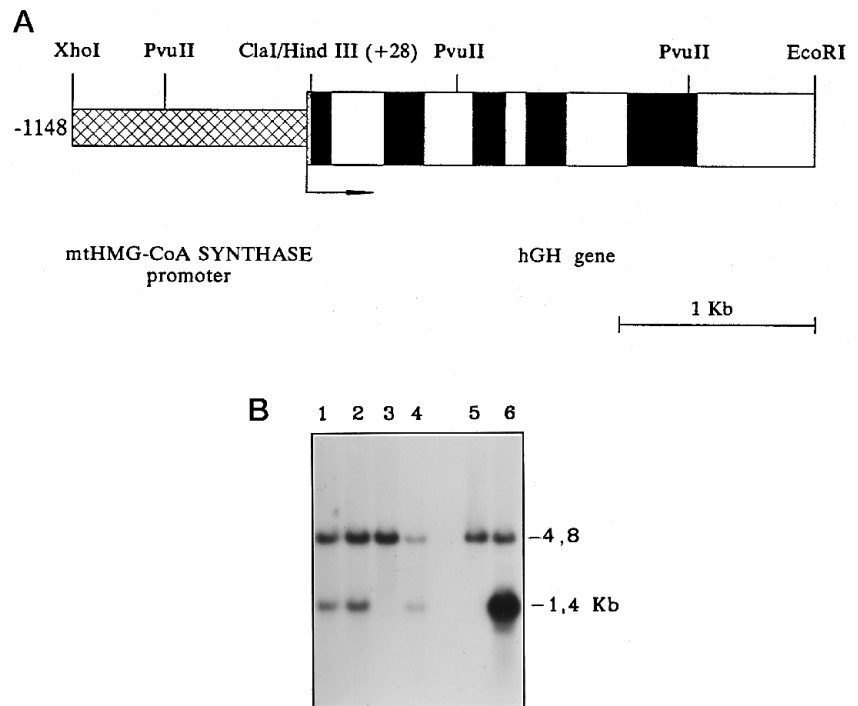 A
XhoI PvuII ClaI/Hind III (+28) PvuII PvuII EcoRI
-1148
mtHMG-CoA SYNTHASE
promoter
hGH gene
1 Kb
B
1 2 3 4 5 6
–4,8
–1,4 Kb